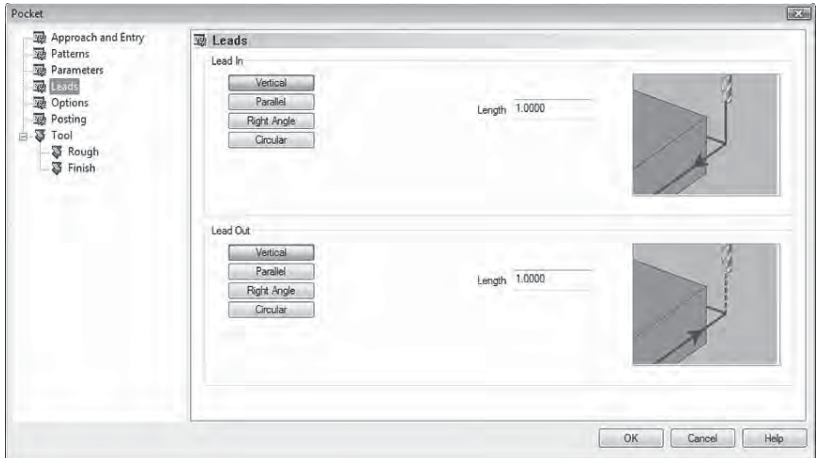 Pocket
Approach and Entry
Patterns
Parameters
Leads
Options
Posting
Tool
Rough
Finish
Leads
Lead In
Vertical
Parallel
Right Angle
Circular
Length 1.0000
Lead Out
Vertical
Parallel
Right Angle
Circular
Length 1.0000
OK Cancel Help